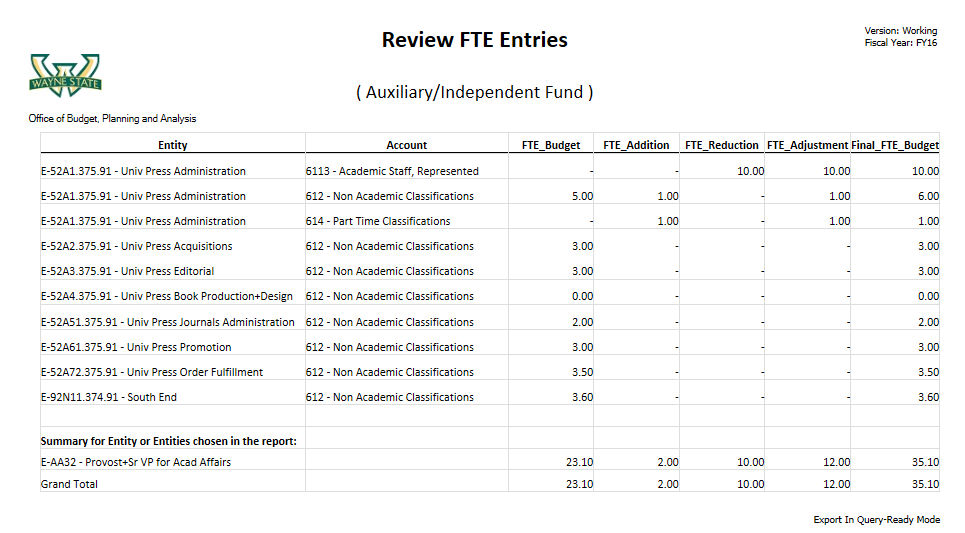 Review FTE Entries
Version: Working
Fiscal Year: FY16
WAYNE STATE
( Auxiliary/Independent Fund )
Office of Budget, Planning and Analysis
Entity Account FTE_Budget FTE_Addition FTE_Reduction FTE_Adjustment Final_FTE_Budget
E-52A1.375.91 - Univ Press Administration 6113 - Academic Staff, Represented - - 10.00 10.00 10.00
E-52A1.375.91 - Univ Press Administration 612 - Non Academic Classifications 5.00 1.00 - 1.00 6.00
E-52A1.375.91 - Univ Press Administration 614 - Part Time Classifications - 1.00 - 1.00 1.00
E-52A2.375.91 - Univ Press Acquisitions 612 - Non Academic Classifications 3.00 - - - 3.00
E-52A3.375.91 - Univ Press Editorial 612 - Non Academic Classifications 3.00 - - - 3.00
E-52A4.375.91 - Univ Press Book Production+Design 612 - Non Academic Classifications 0.00 - - - 0.00
E-52A51.375.91 - Univ Press Journals Administration 612 - Non Academic Classifications 2.00 - - - 2.00
E-52A61.375.91 - Univ Press Promotion 612 - Non Academic Classifications 3.00 - - - 3.00
E-52A72.375.91 - Univ Press Order Fulfillment 612 - Non Academic Classifications 3.50 - - - 3.50
E-92N11.374.91 - South End 612 - Non Academic Classifications 3.60 - - - 3.60
Summary for Entity or Entities chosen in the report:
E-AA32 - Provost+Sr VP for Acad Affairs 23.10 2.00 10.00 12.00 35.10
Grand Total 23.10 2.00 10.00 12.00 35.10
Export In Query-Ready Mode